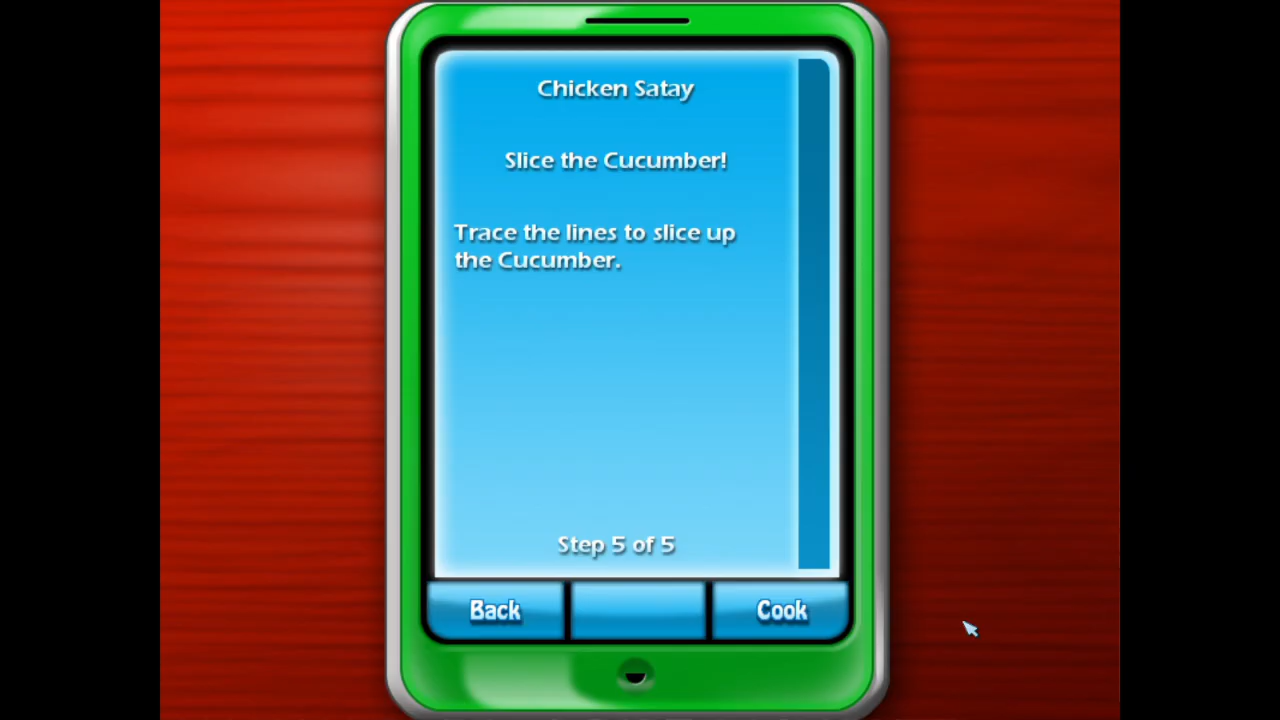 Chicken Satay
Slice the Cucumber!
Trace the lines to slice up
the Cucumber.
Step 5 of 5
Back
Cook